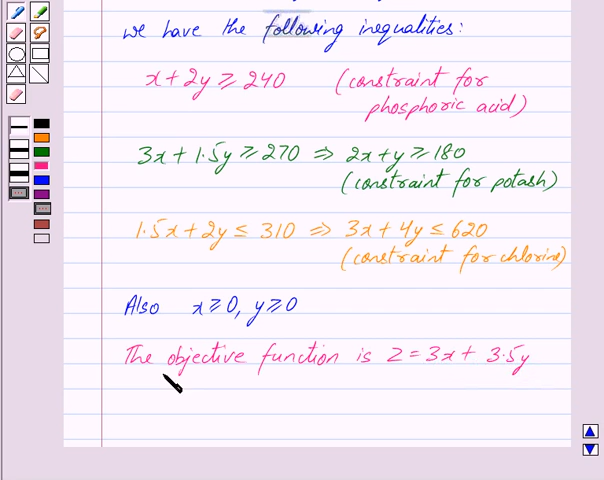 we have the following inequalities:
x + 2y ≥ 240 (constraint for
phosphoric acid)
3x + 1.5y ≥ 270 ⇒ 2x + y ≥ 180
(constraint for potash)
1.5x + 2y ≤ 310 ⇒ 3x + 4y ≤ 620
(constraint for chlorine)
Also x ≥ 0, y ≥ 0
The objective function is Z = 3x + 3.5y